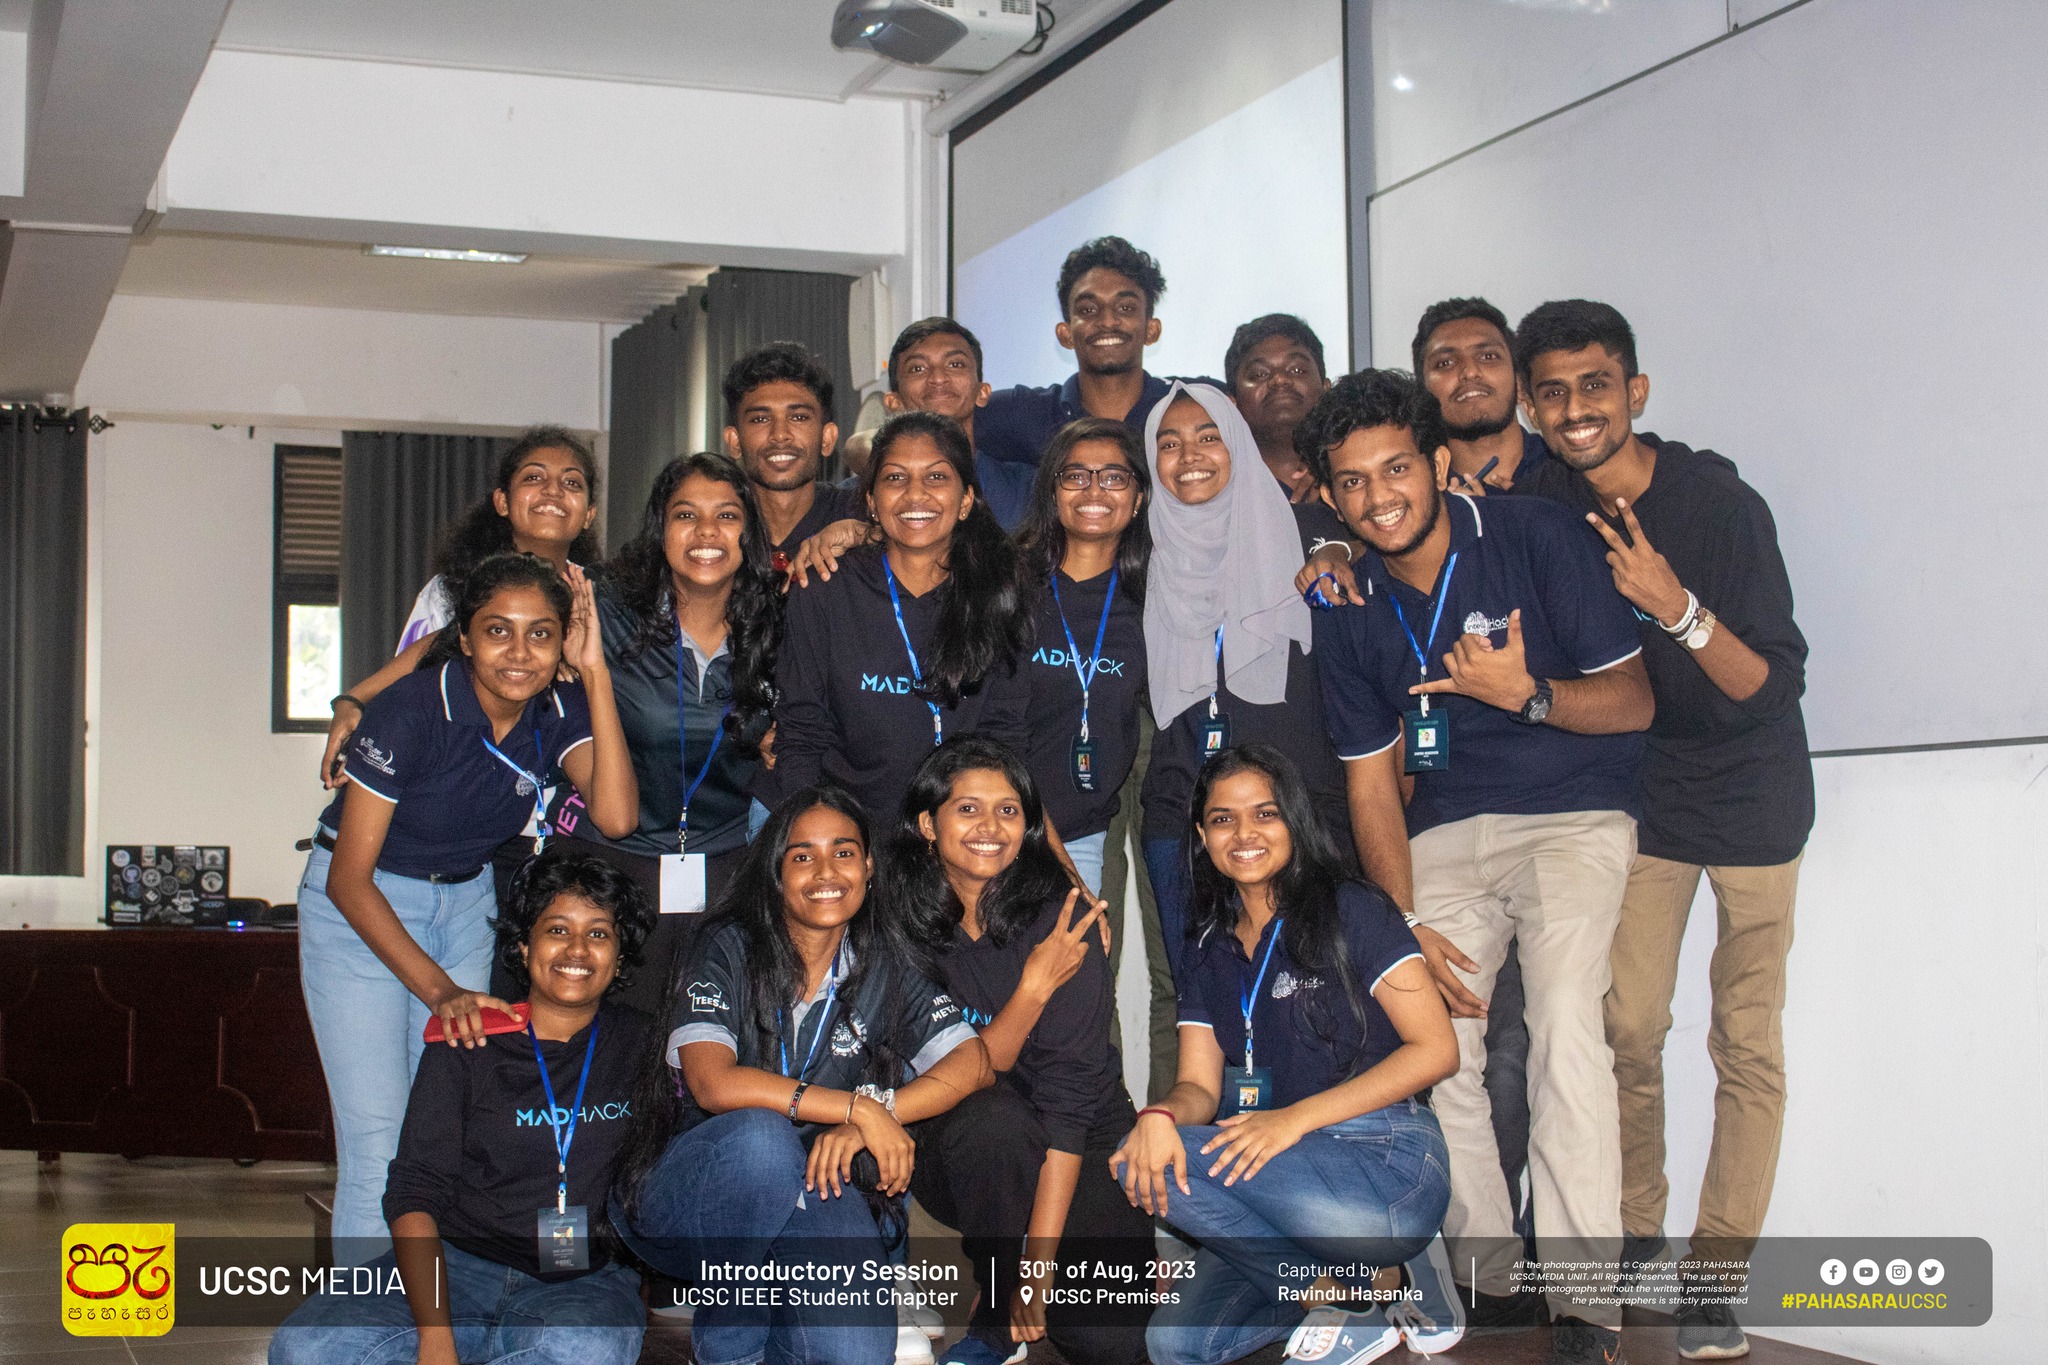 MADHACK
ADHACK
MADHACK
TEES.
DAY
පැ
පැහැසර
UCSC MEDIA
Introductory Session
UCSC IEEE Student Chapter
30th of Aug, 2023
UCSC Premises
Captured by,
Ravindu Hasanka
All the photographs are © Copyright 2023 PAHASARA
UCSC MEDIA UNIT. All Rights Reserved. The use of any
of the photographs without the written permission of
the photographers is strictly prohibited
#PAHASARAUCSC